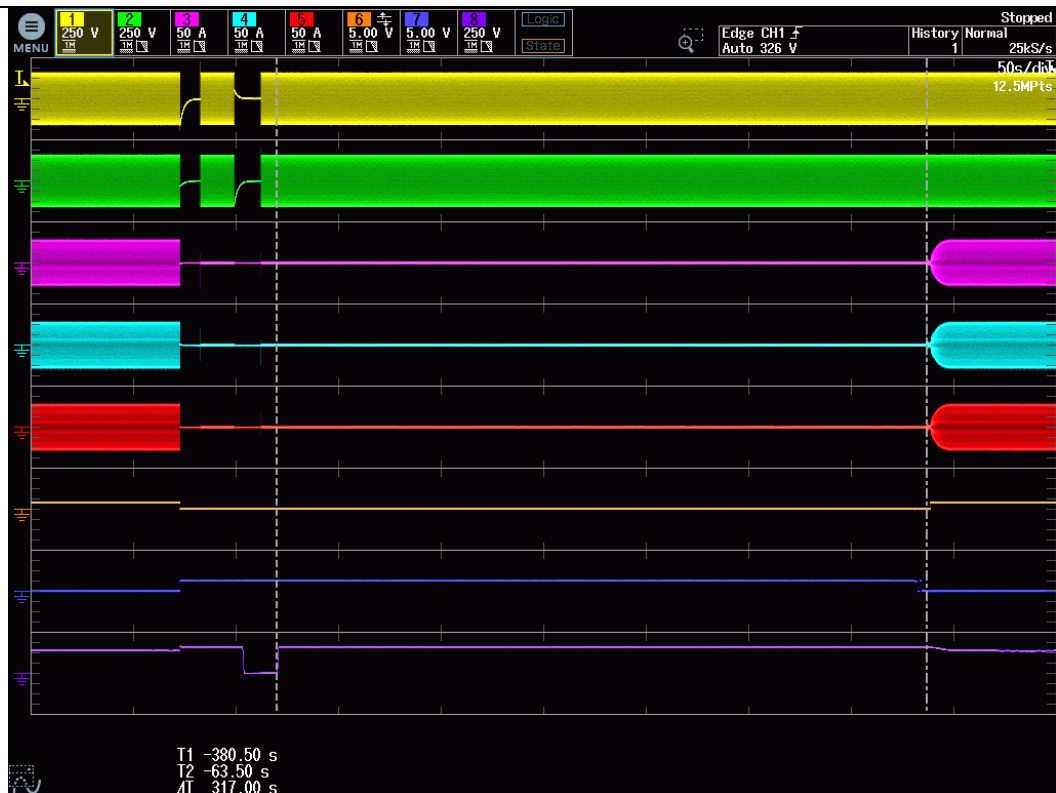 1 2 3 4 5 6 7 8 Logic Stopped
250 V 250 V 50 A 50 A 50 A 5.00 V 5.00 V 250 V Edge CH1 History Normal
MENU 1M 1M 1M 1M 1M 1M 1M 1M State Auto 326 V 1 25kS/s
50s/div
12.5MPts
T
T1 -380.50 s
T2 -63.50 s
ΔT 317.00 s